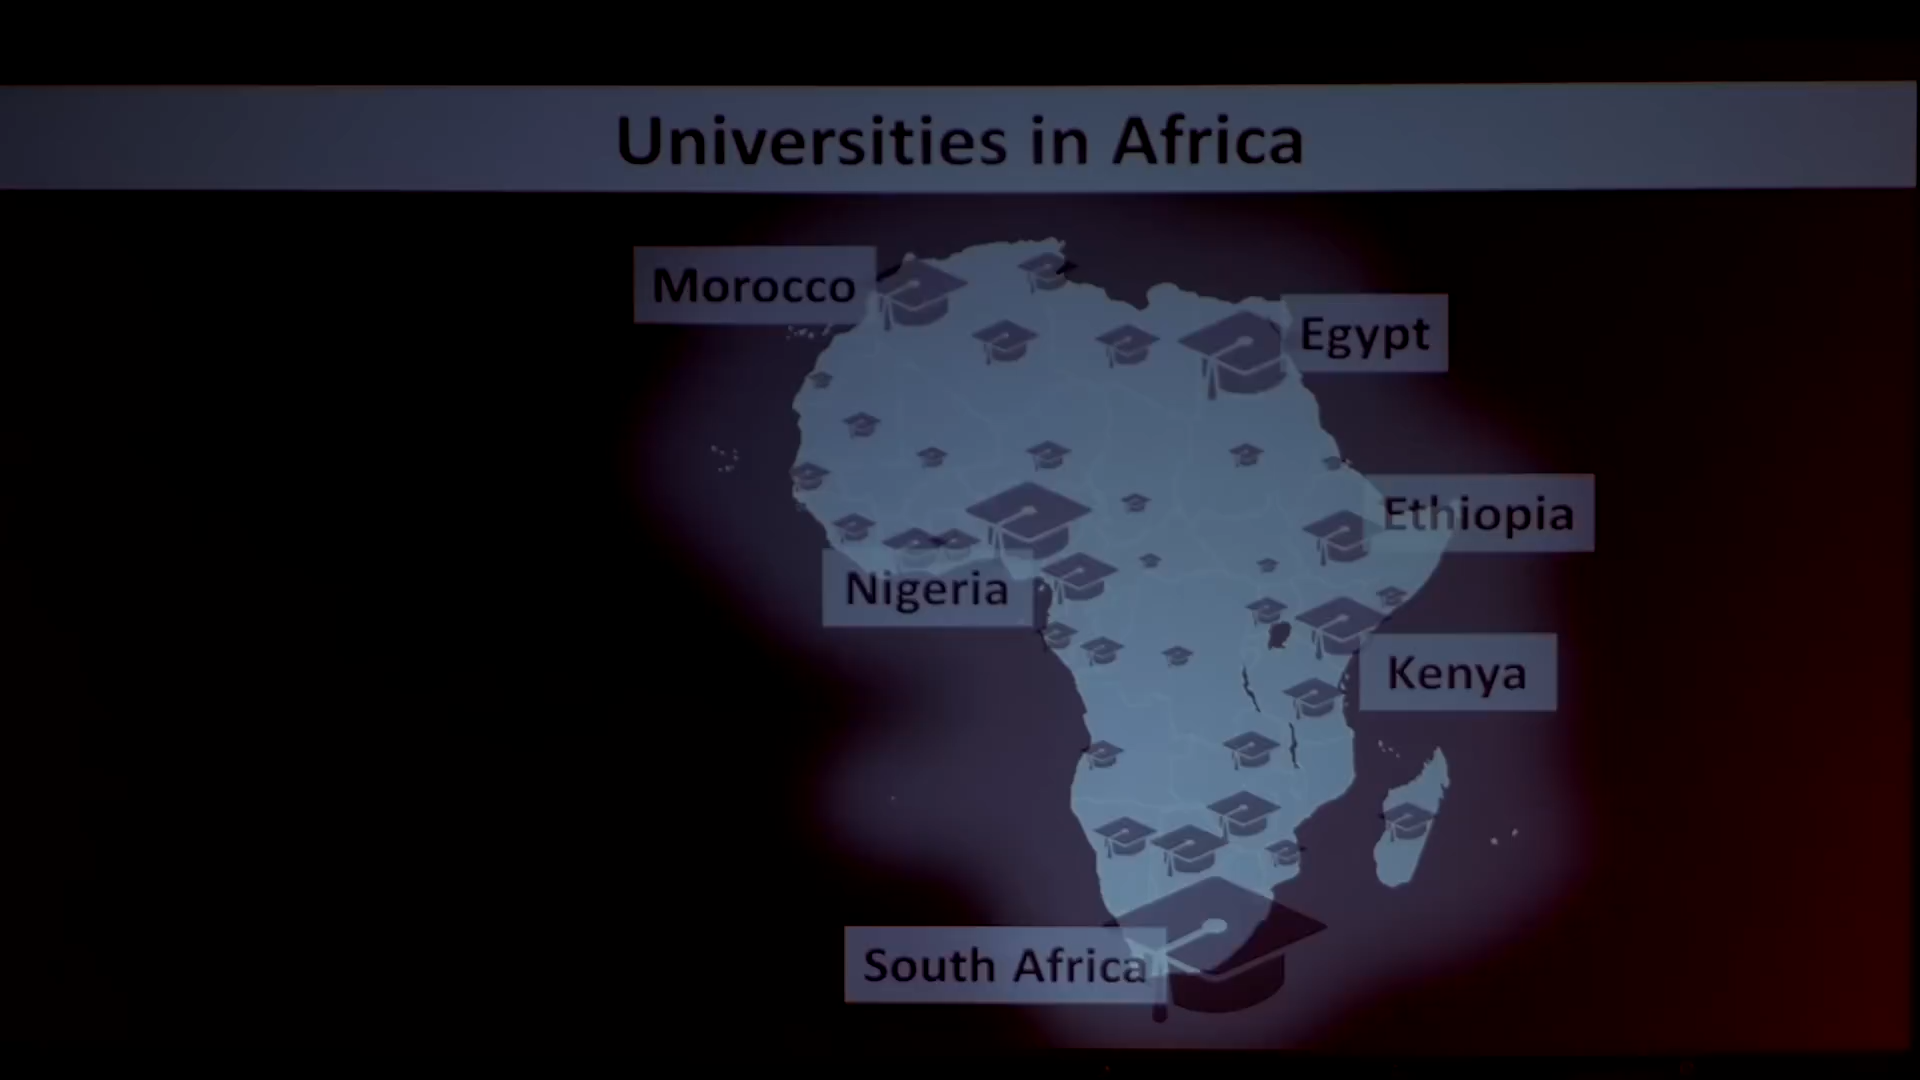 Universities in Africa
Morocco
Egypt
Ethiopia
Nigeria
Kenya
South Africa